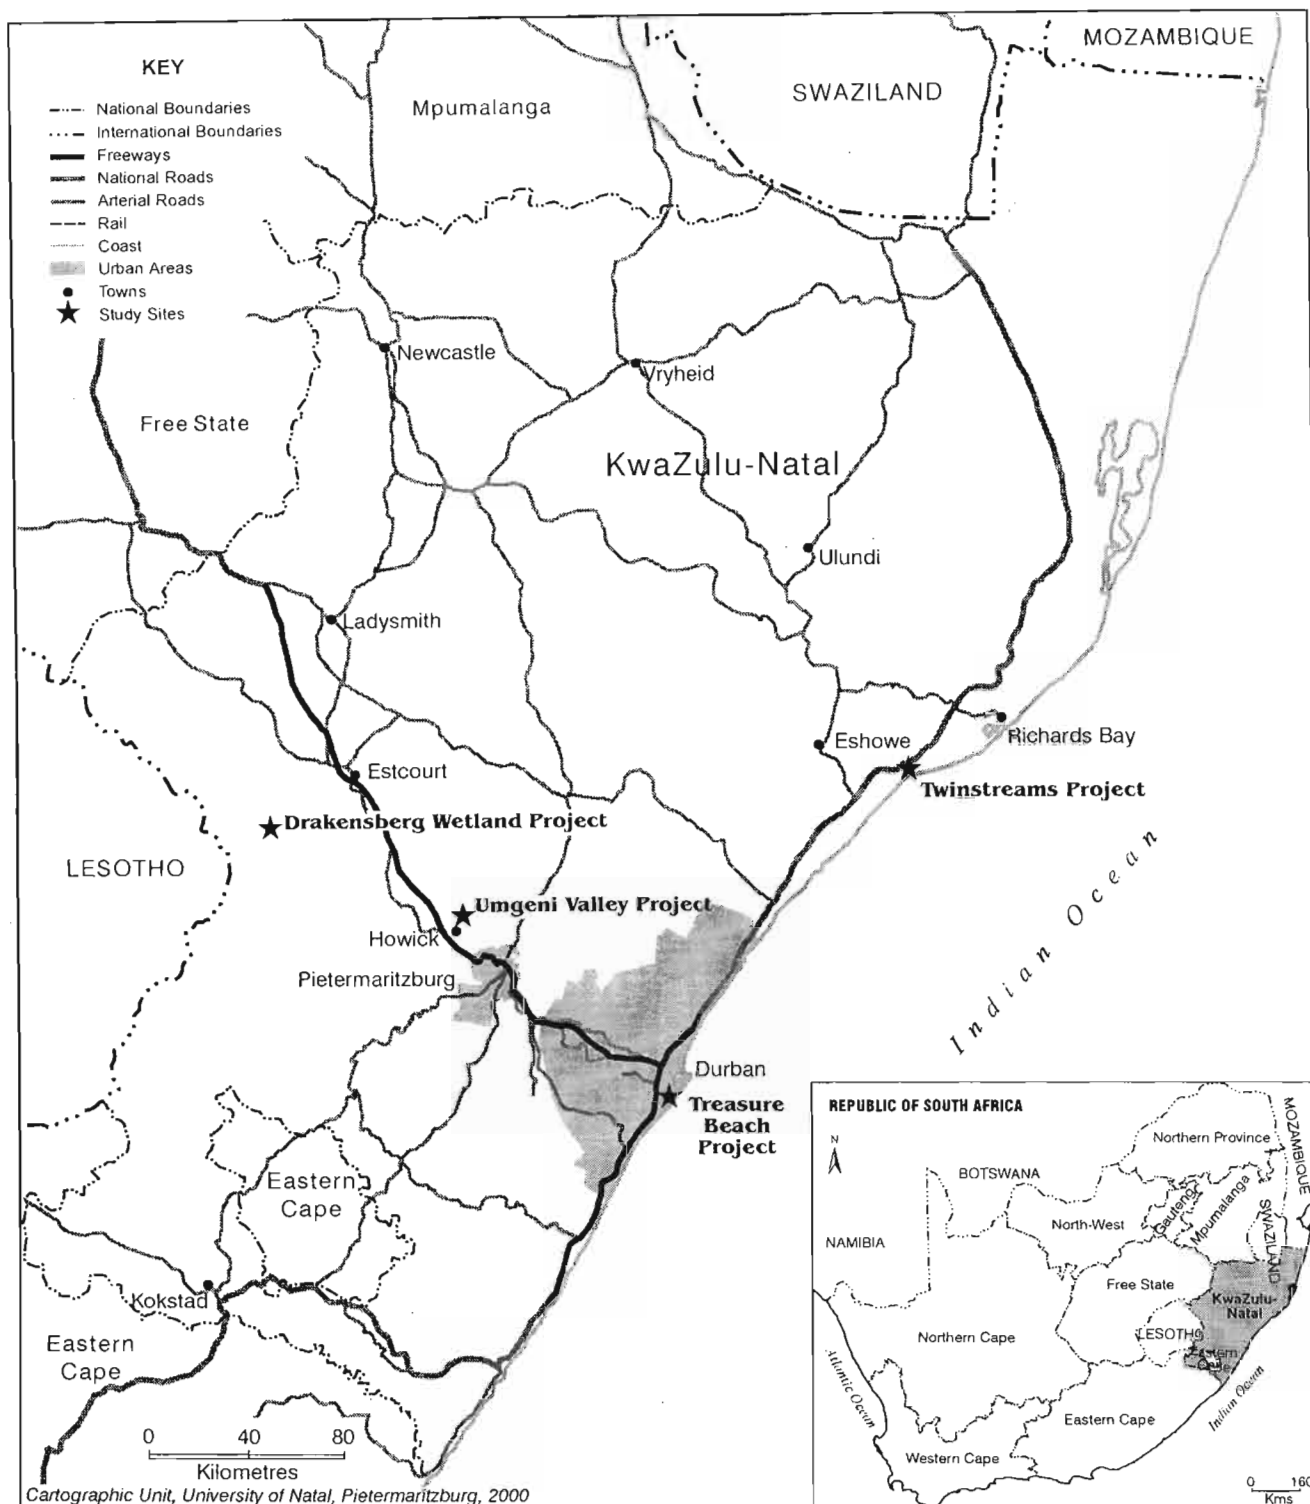 KEY
National Boundaries
International Boundaries
Freeways
National Roads
Arterial Roads
Rail
Coast
Urban Areas
Towns
Study Sites
MOZAMBIQUE
SWAZILAND
Mpumalanga
Newcastle
Vryheid
Free State
KwaZulu-Natal
Ulundi
Ladysmith
Eshowe
Richards Bay
Estcourt
Twinstreams Project
Drakensberg Wetland Project
LESOTHO
Umgeni Valley Project
Howick
Pietermaritzburg
Indian Ocean
Durban
Treasure
Beach
Project
Eastern
Cape
Kokstad
Eastern
Cape
0 40 80
Kilometres
Cartographic Unit, University of Natal, Pietermaritzburg, 2000
REPUBLIC OF SOUTH AFRICA
N
Northern Province
MOZAMBIQUE
BOTSWANA
Gauteng
Mpumalanga
North-West
SWAZILAND
NAMIBIA
Free State
KwaZulu-
Natal
LESOTHO
Northern Cape
Eastern
Cape
Atlantic Ocean
Indian Ocean
Eastern Cape
Western Cape
0 160
Kms